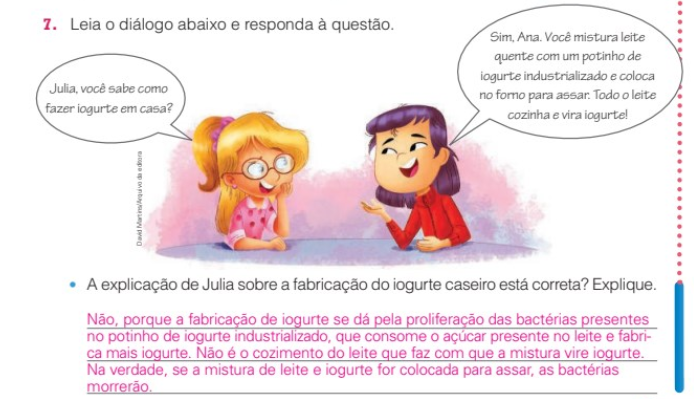 7. Leia o diálogo abaixo e responda à questão.
Julia, você sabe como
fazer iogurte em casa?
Sim, Ana. Você mistura leite
quente com um potinho de
iogurte industrializado e coloca
no forno para assar. Todo o leite
cozinha e vira iogurte!
David Martins/Arquivo da editora
• A explicação de Julia sobre a fabricação do iogurte caseiro está correta? Explique.
Não, porque a fabricação de iogurte se dá pela proliferação das bactérias presentes
no potinho de iogurte industrializado, que consome o açúcar presente no leite e fabri-
ca mais iogurte. Não é o cozimento do leite que faz com que a mistura vire iogurte.
Na verdade, se a mistura de leite e iogurte for colocada para assar, as bactérias
morrerão.